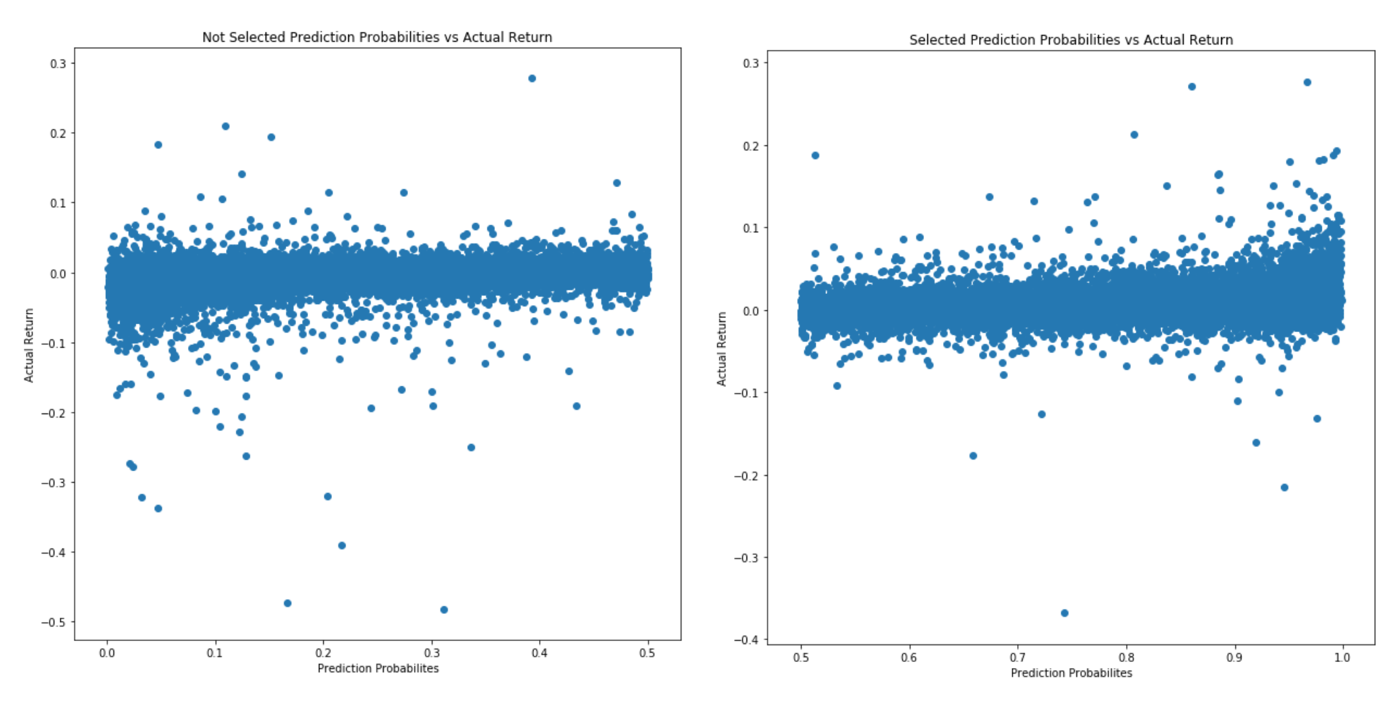 Not Selected Prediction Probabilities vs Actual Return
0.3
0.2
0.1
0.0
−0.1
−0.2
−0.3
−0.4
−0.5
Actual Return
0.0 0.1 0.2 0.3 0.4 0.5
Prediction Probabilites
Selected Prediction Probabilities vs Actual Return
0.3
0.2
0.1
0.0
−0.1
−0.2
−0.3
−0.4
Actual Return
0.5 0.6 0.7 0.8 0.9 1.0
Prediction Probabilites